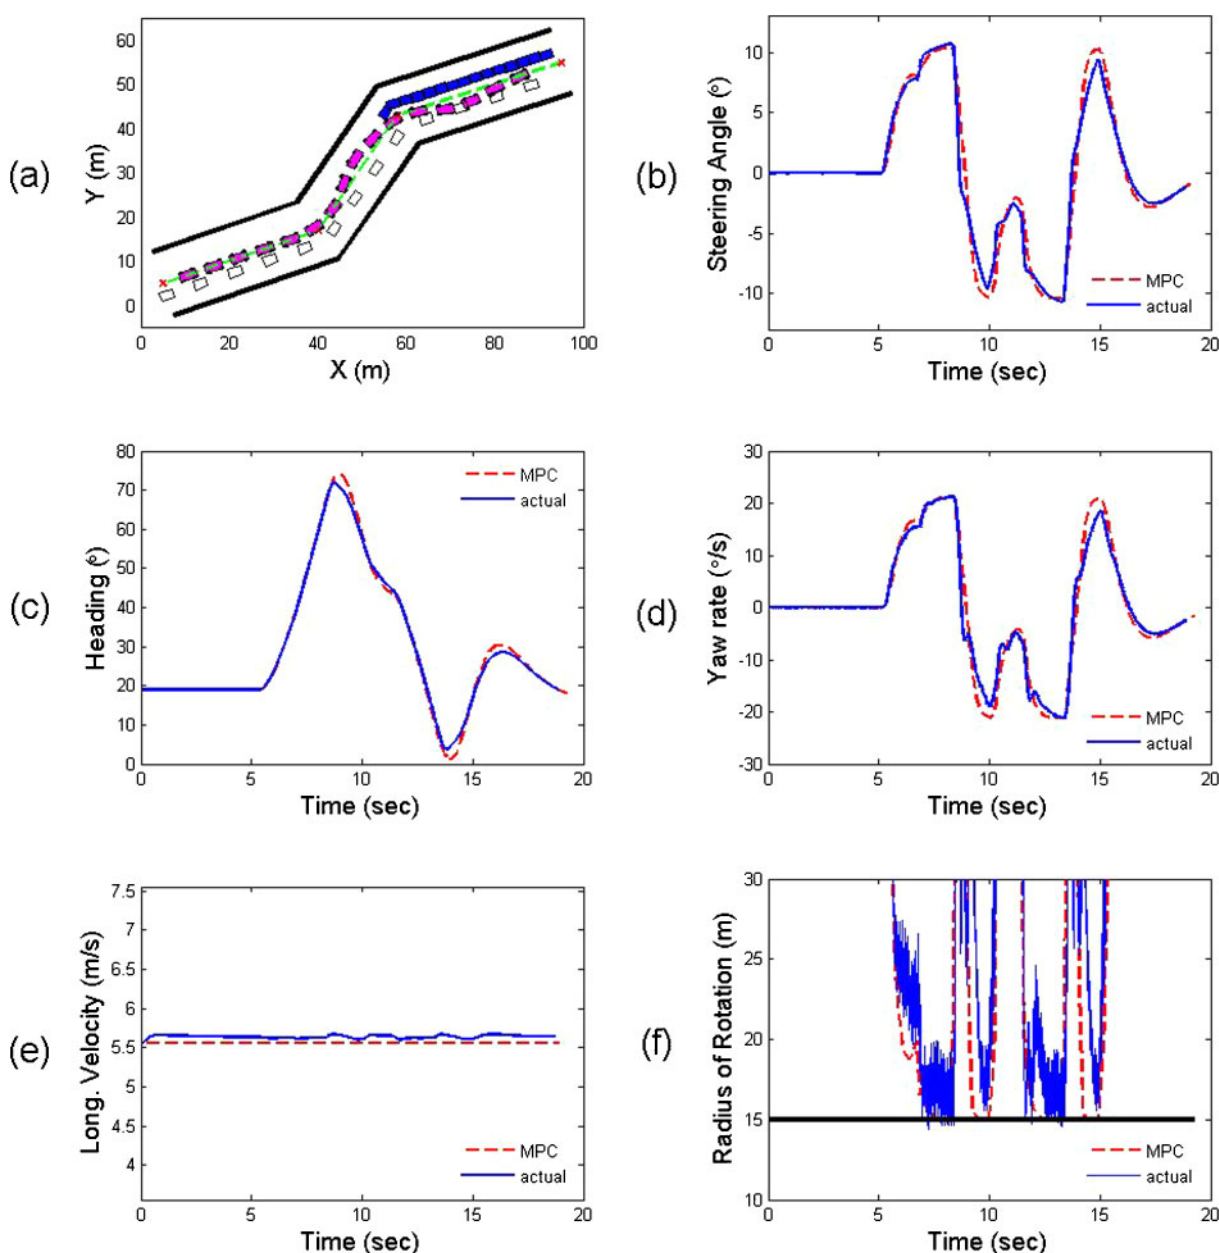 (a)
60
50
40
30
20
10
0
Y (m)
0 20 40 60 80 100
X (m)
(b)
10
5
0
-5
-10
Steering Angle (°)
MPC
actual
0 5 10 15 20
Time (sec)
(c)
80
70
60
50
40
30
20
10
0
Heading (°)
MPC
actual
0 5 10 15 20
Time (sec)
(d)
30
20
10
0
-10
-20
-30
Yaw rate (°/s)
MPC
actual
0 5 10 15 20
Time (sec)
(e)
7.5
7
6.5
6
5.5
5
4.5
4
Long. Velocity (m/s)
MPC
actual
0 5 10 15 20
Time (sec)
(f)
30
25
20
15
10
Radius of Rotation (m)
MPC
actual
0 5 10 15 20
Time (sec)